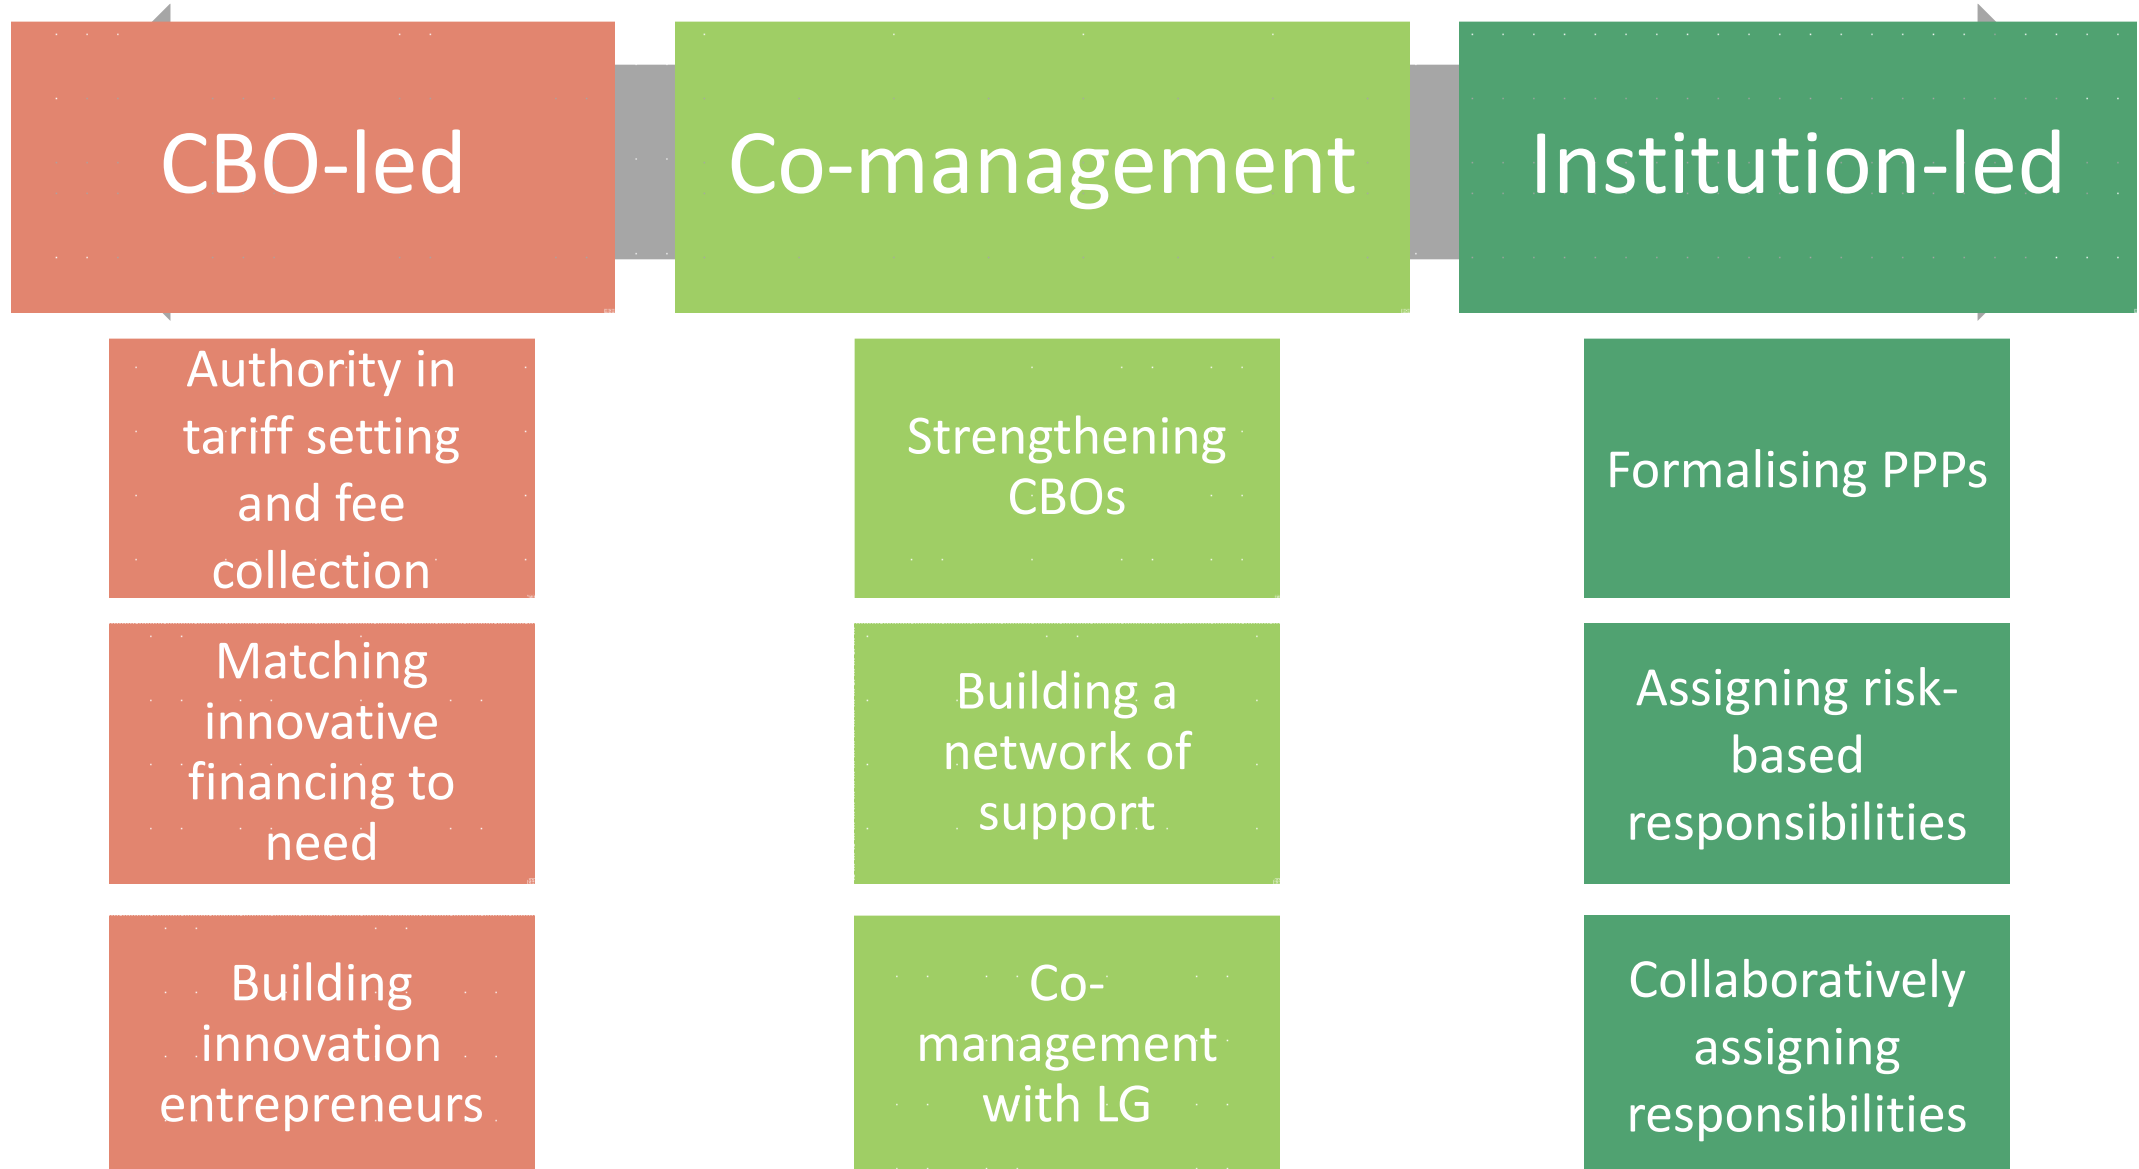 CBO-led
Co-management
Institution-led
Authority in
tariff setting
and fee
collection
Matching
innovative
financing to
need
Building
innovation
entrepreneurs
Strengthening
CBOs
Building a
network of
support
Co-
management
with LG
Formalising PPPs
Assigning risk-
based
responsibilities
Collaboratively
assigning
responsibilities